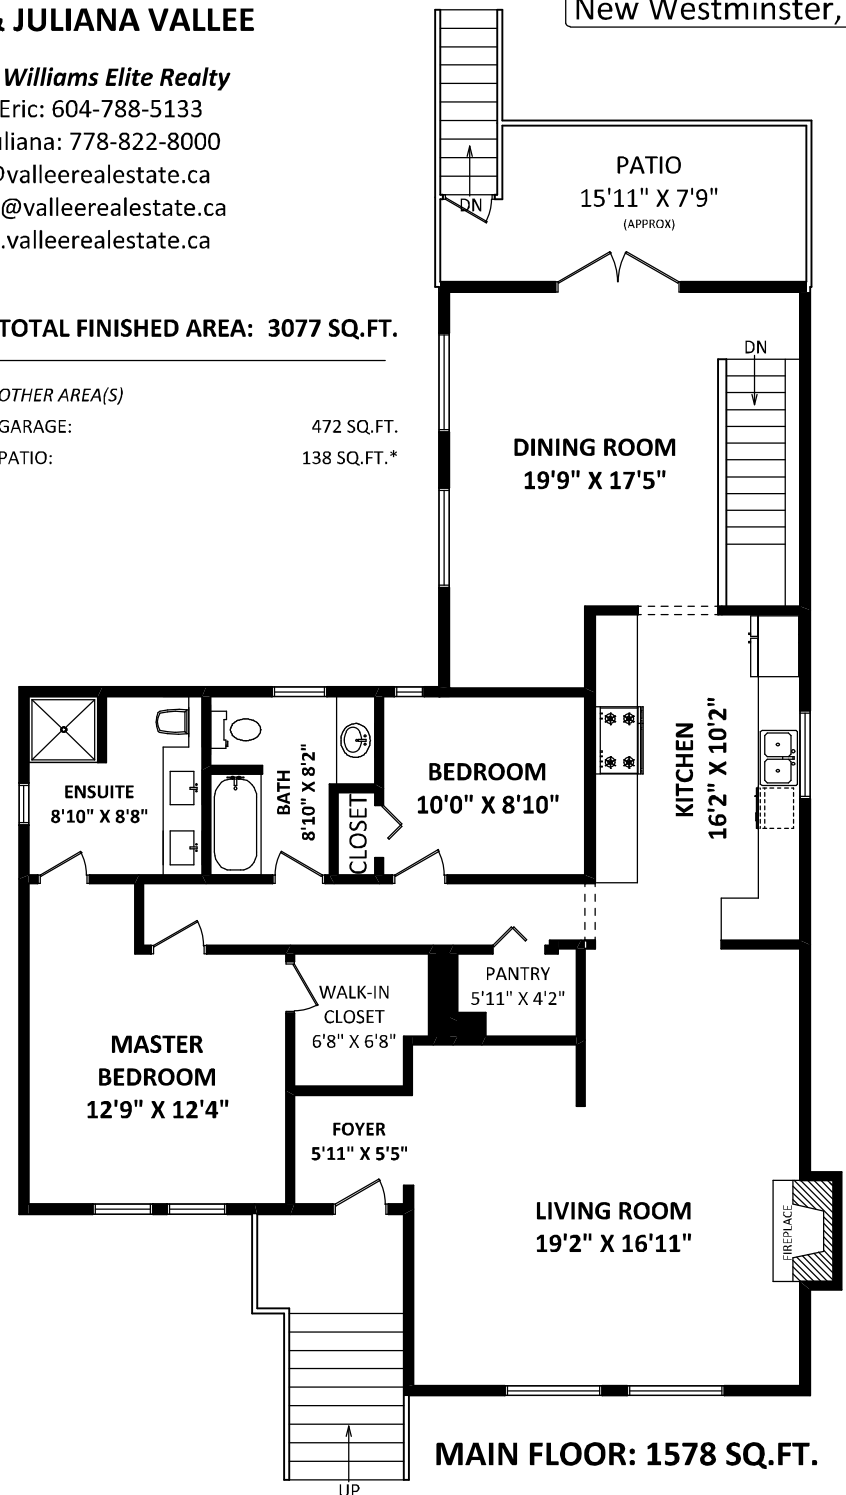 & JULIANA VALLEE
New Westminster,
Williams Elite Realty
Eric: 604-788-5133
uliana: 778-822-8000
@valleerealestate.ca
@valleerealestate.ca
.valleerealestate.ca
TOTAL FINISHED AREA: 3077 SQ.FT.
OTHER AREA(S)
GARAGE: 472 SQ.FT.
PATIO: 138 SQ.FT.*
PATIO
15'11" X 7'9"
(APPROX)
DN
DN
DINING ROOM
19'9" X 17'5"
KITCHEN
16'2" X 10'2"
ENSUITE
8'10" X 8'8"
BATH
8'10" X 8'2"
CLOSET
BEDROOM
10'0" X 8'10"
PANTRY
5'11" X 4'2"
WALK-IN
CLOSET
6'8" X 6'8"
MASTER
BEDROOM
12'9" X 12'4"
FOYER
5'11" X 5'5"
LIVING ROOM
19'2" X 16'11"
FIREPLACE
UP
MAIN FLOOR: 1578 SQ.FT.